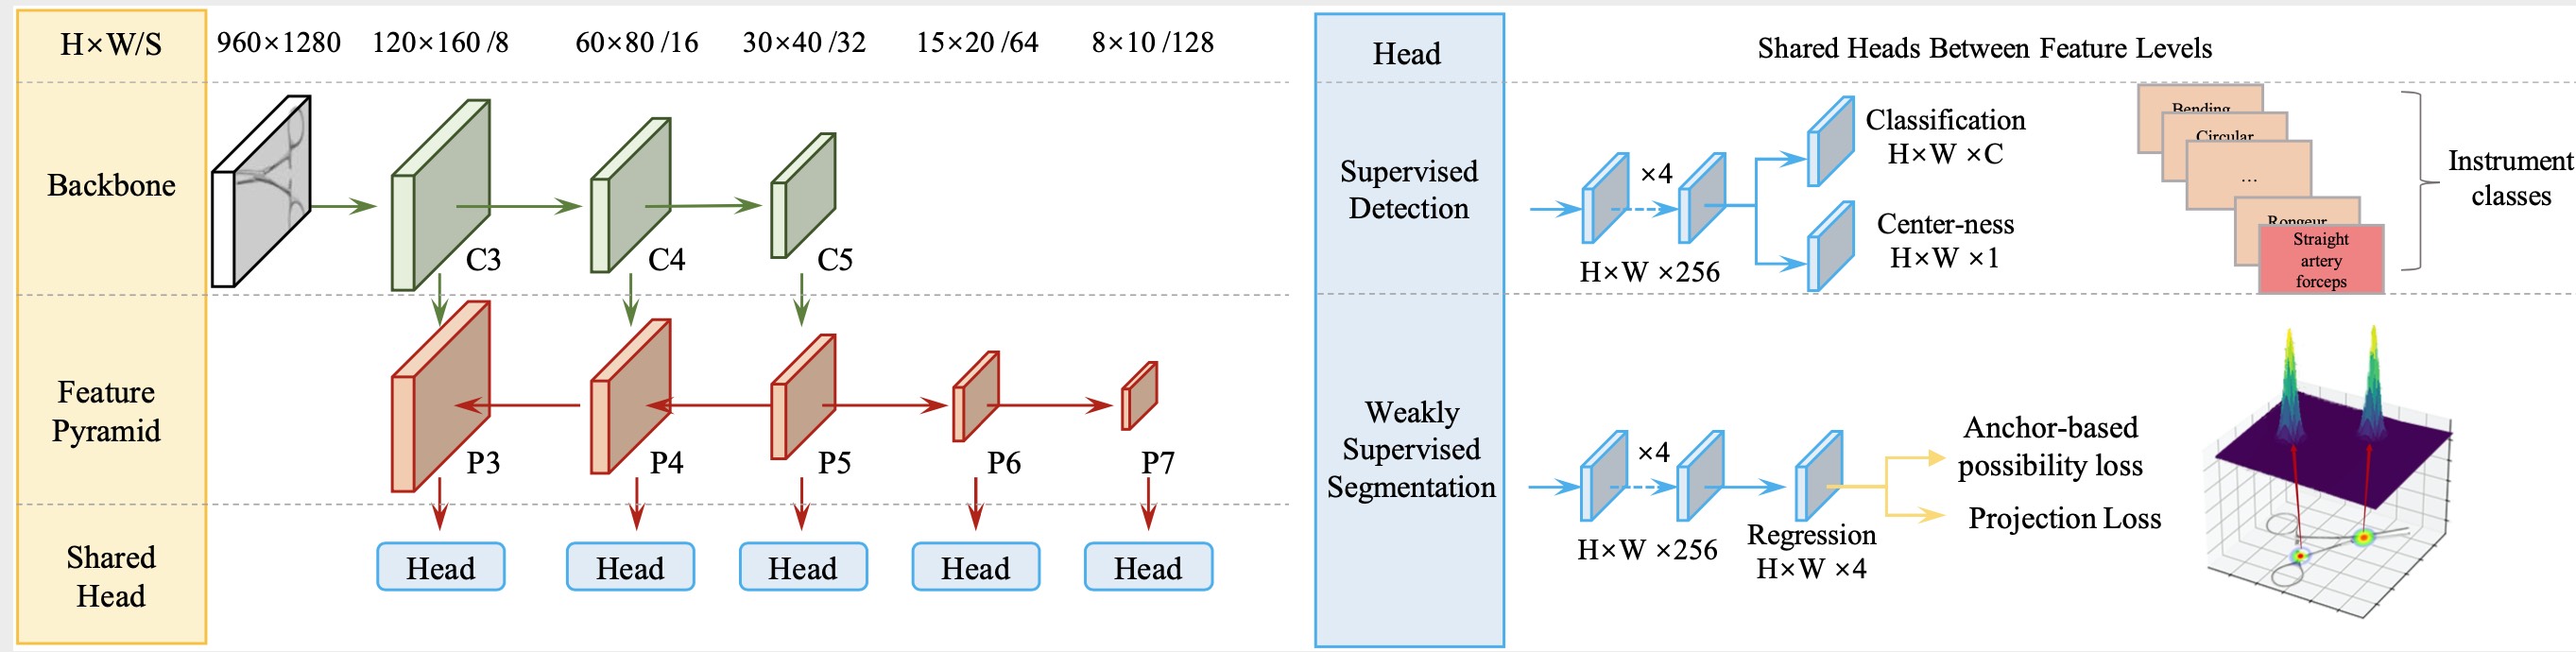 H×W/S
960×1280
120×160 /8
60×80 /16
30×40 /32
15×20 /64
8×10 /128
Backbone
C3
C4
C5
Feature
Pyramid
P3
P4
P5
P6
P7
Shared
Head
Head
Head
Head
Head
Head
Head
Shared Heads Between Feature Levels
Supervised
Detection
×4
H×W ×256
Classification
H×W ×C
Center-ness
H×W ×1
Bending
Circular
...
Rongeur
Straight
artery
forceps
Instrument
classes
Weakly
Supervised
Segmentation
×4
H×W ×256
Regression
H×W ×4
Anchor-based
possibility loss
Projection Loss